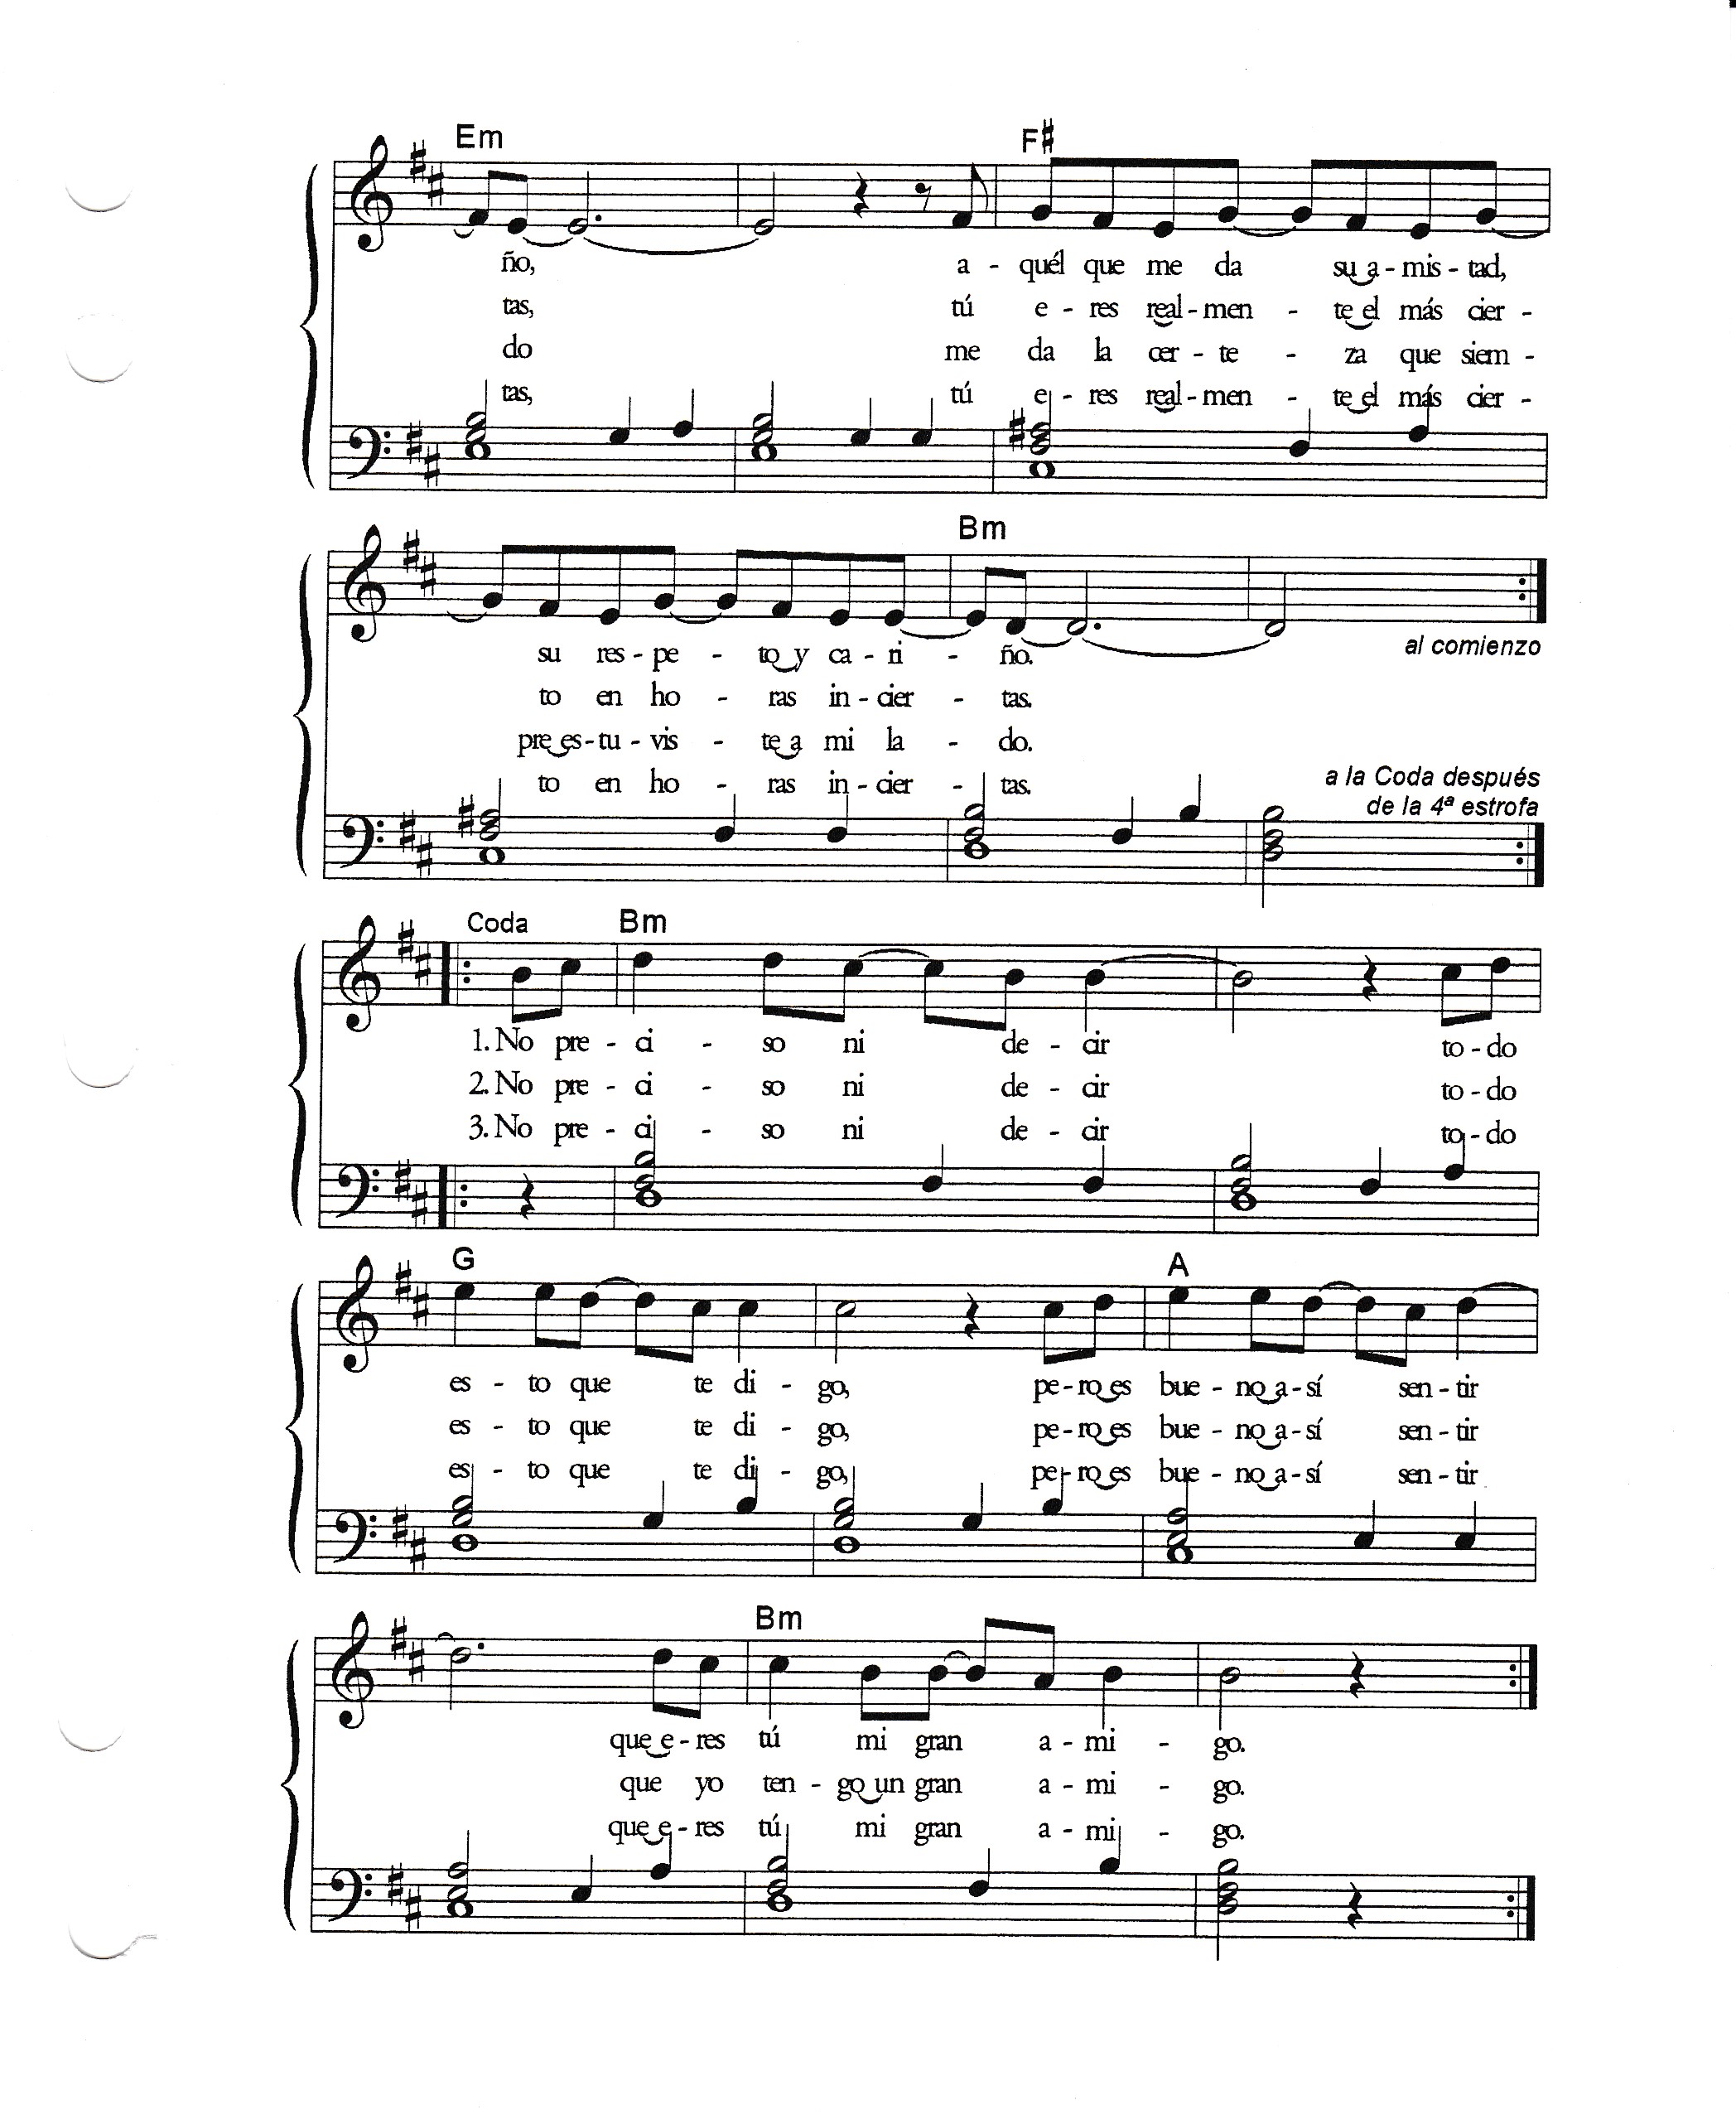 Em F#
ño, a - quél que me da su a - mis - tad,
tas, tú e - res real - men - te el más cier -
do me da la cer - te - za que siem -
tas, tú e - res real - men - te el más cier -
Bm
al comienzo
su res - pe - to y ca - ri - ño.
to en ho - ras in - cier - tas.
pre es - tu - vis - te a mi la - do.
to en ho - ras in - cier - tas.
a la Coda después
de la 4ª estrofa
Coda Bm
1. No pre - ci - so ni de - cir to - do
2. No pre - ci - so ni de - cir to - do
3. No pre - ci - so ni de - cir to - do
G A
es - to que te di - go, pe - ro es bue - no a - sí sen - tir
es - to que te di - go, pe - ro es bue - no a - sí sen - tir
es - to que te di - go, pe - ro es bue - no a - sí sen - tir
Bm
que e - res tú mi gran a - mi - go.
que yo ten - go un gran a - mi - go.
que e - res tú mi gran a - mi - go.